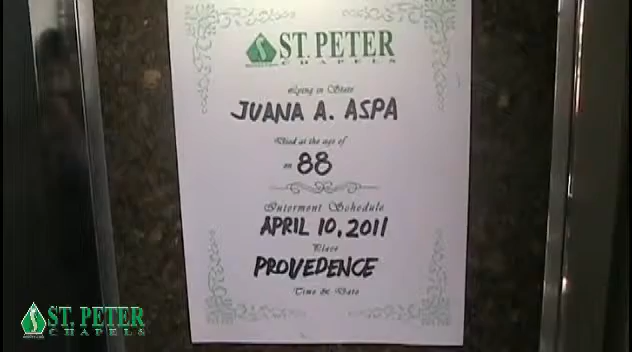 ST. PETER
CHAPELS
Lying in State
JUANA A. ASPA
Died at the age of
on 88
Interment Schedule
APRIL 10, 2011
Place
PROVEDENCE
Time & Date
ST. PETER
CHAPELS